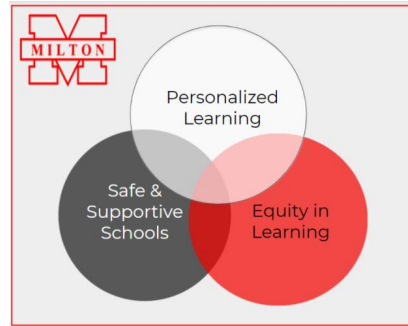 MILTON
Personalized
Learning
Safe &
Supportive
Schools
Equity in
Learning